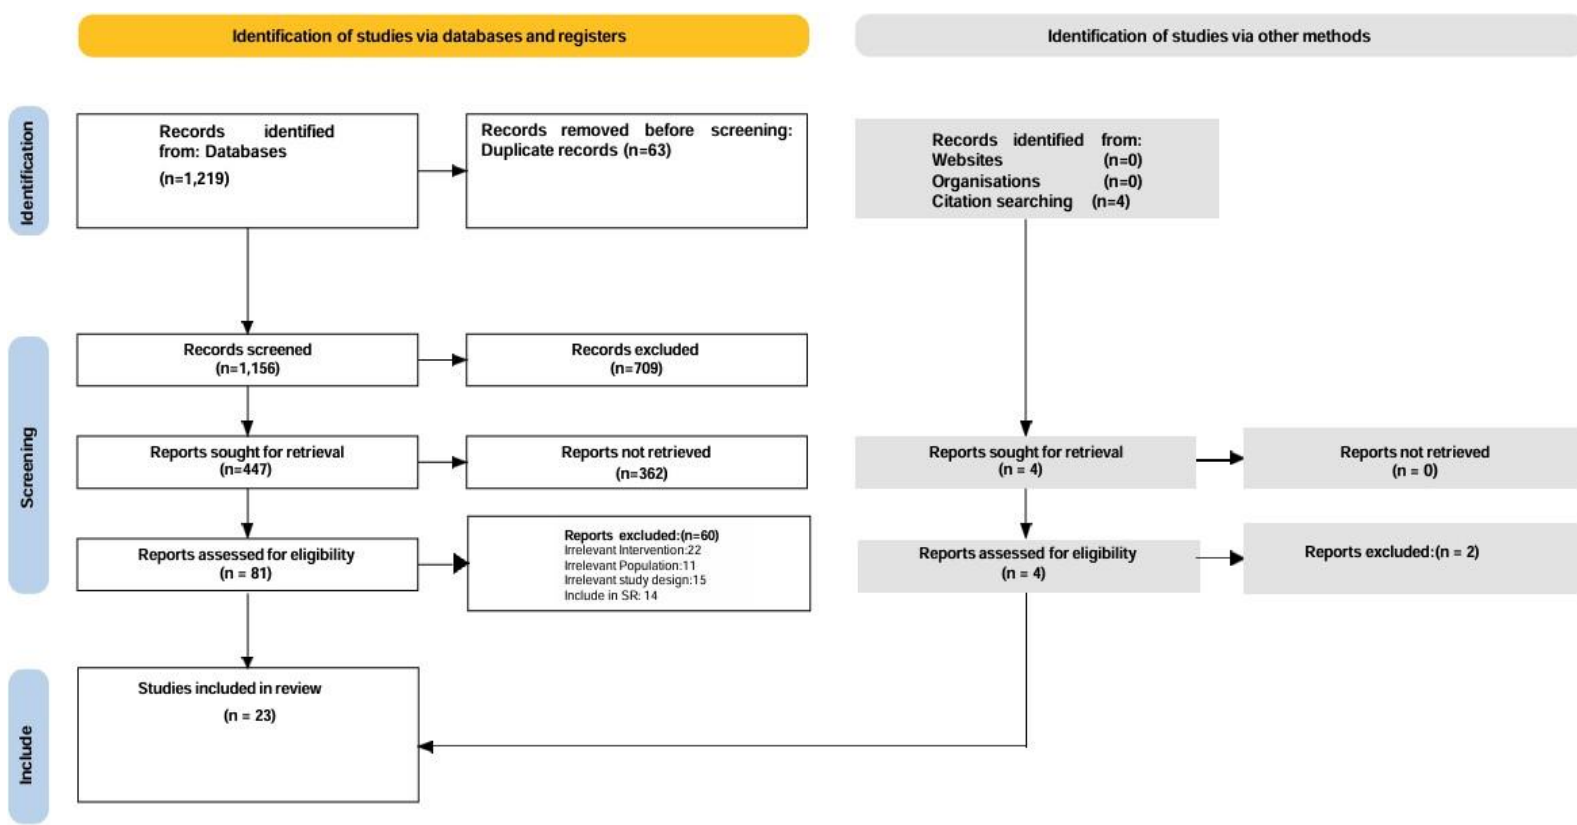 Identification of studies via databases and registers
Identification of studies via other methods
Identification
Records identified
from: Databases
(n=1,219)
Records removed before screening:
Duplicate records (n=63)
Records identified from:
Websites (n=0)
Organisations (n=0)
Citation searching (n=4)
Screening
Records screened
(n=1,156)
Records excluded
(n=709)
Reports sought for retrieval
(n=447)
Reports not retrieved
(n=362)
Reports sought for retrieval
(n = 4)
Reports not retrieved
(n = 0)
Reports assessed for eligibility
(n = 81)
Reports excluded:(n=60)
Irrelevant Intervention:22
Irrelevant Population:11
Irrelevant study design:15
Include in SR: 14
Reports assessed for eligibility
(n = 4)
Reports excluded:(n = 2)
Include
Studies included in review
(n = 23)